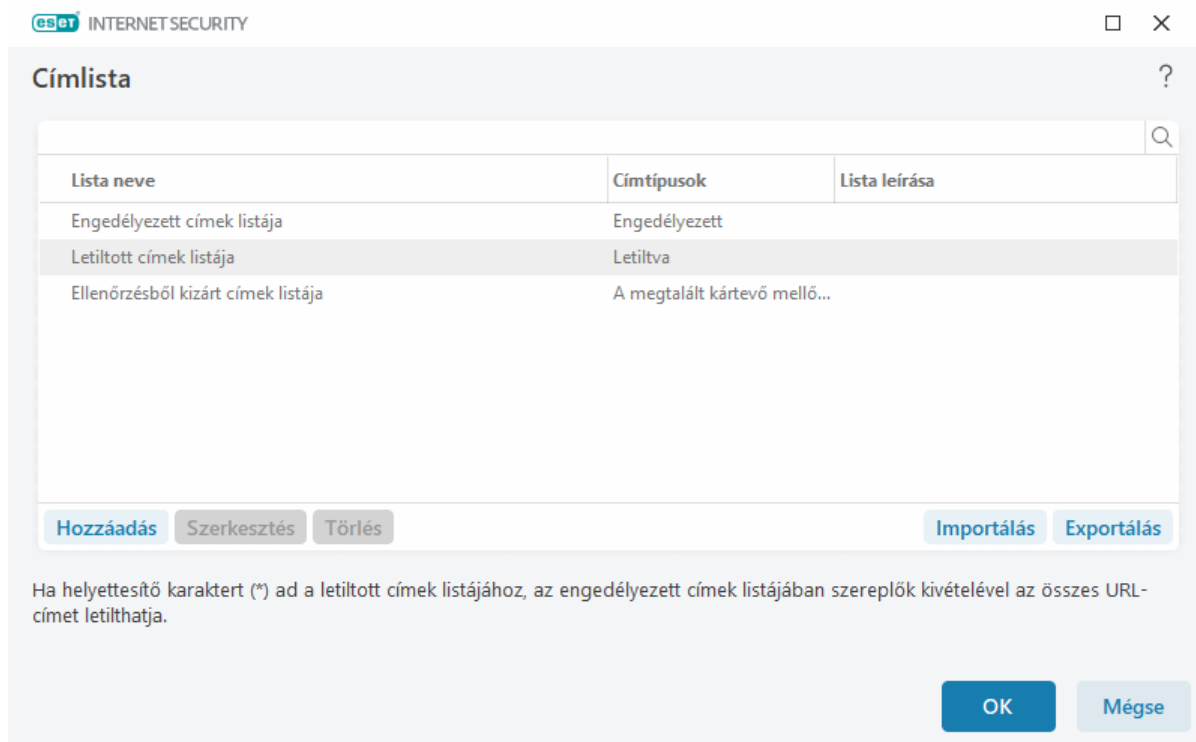 eset INTERNET SECURITY
Címlista
?
Lista neve Címtípusok Lista leírása
Engedélyezett címek listája Engedélyezett
Letiltott címek listája Letiltva
Ellenőrzésből kizárt címek listája A megtalált kártevő mellő...
Hozzáadás Szerkesztés Törlés Importálás Exportálás
Ha helyettesítő karaktert (*) ad a letiltott címek listájához, az engedélyezett címek listájában szereplők kivételével az összes URL-
címet letilthatja.
OK Mégse